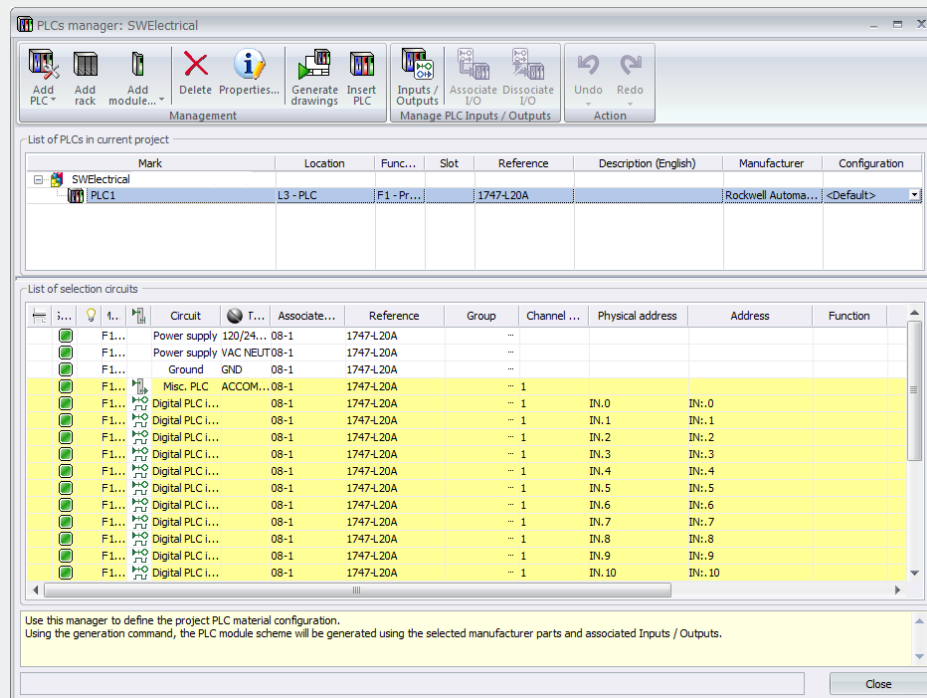 PLCs manager: SWElectrical
Add PLC Add rack Add module... Delete Properties... Generate drawings Insert PLC Inputs / Outputs Associate I/O Dissociate I/O Undo Redo
Management Manage PLC Inputs / Outputs Action
List of PLCs in current project
Mark Location Func... Slot Reference Description (English) Manufacturer Configuration
SWElectrical
PLC1 L3 - PLC F1 - Pr... 1747-L20A Rockwell Automa... <Default>
List of selection circuits
Circuit T... Associate... Reference Group Channel ... Physical address Address Function
F1... Power supply 120/24... 08-1 1747-L20A ...
F1... Power supply VAC NEUT 08-1 1747-L20A ...
F1... Ground GND 08-1 1747-L20A ...
F1... Misc. PLC ACCOM... 08-1 1747-L20A ... 1
F1... Digital PLC i... 08-1 1747-L20A ... 1 IN.0 IN:.0
F1... Digital PLC i... 08-1 1747-L20A ... 1 IN.1 IN:.1
F1... Digital PLC i... 08-1 1747-L20A ... 1 IN.2 IN:.2
F1... Digital PLC i... 08-1 1747-L20A ... 1 IN.3 IN:.3
F1... Digital PLC i... 08-1 1747-L20A ... 1 IN.4 IN:.4
F1... Digital PLC i... 08-1 1747-L20A ... 1 IN.5 IN:.5
F1... Digital PLC i... 08-1 1747-L20A ... 1 IN.6 IN:.6
F1... Digital PLC i... 08-1 1747-L20A ... 1 IN.7 IN:.7
F1... Digital PLC i... 08-1 1747-L20A ... 1 IN.8 IN:.8
F1... Digital PLC i... 08-1 1747-L20A ... 1 IN.9 IN:.9
F1... Digital PLC i... 08-1 1747-L20A ... 1 IN.10 IN:.10
Use this manager to define the project PLC material configuration.
Using the generation command, the PLC module scheme will be generated using the selected manufacturer parts and associated Inputs / Outputs.
Close